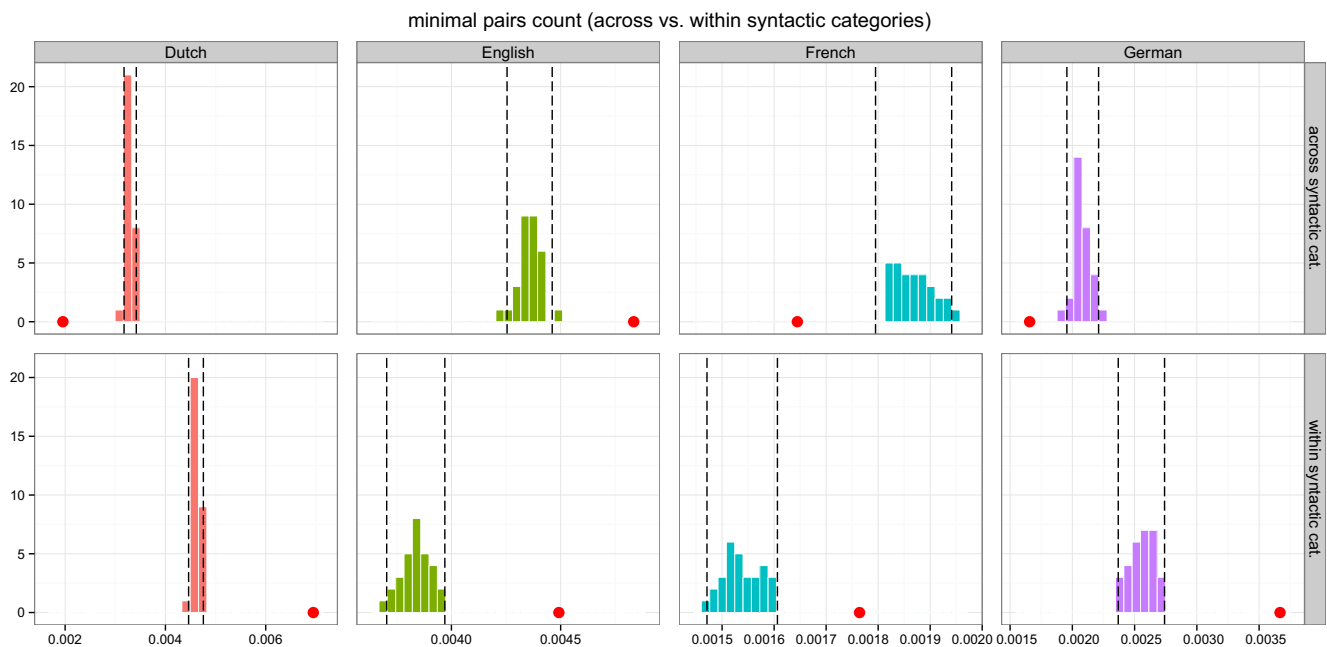 minimal pairs count (across vs. within syntactic categories)
Dutch English French German
20
15
10
5
0
across syntactic cat.
20
15
10
5
0
within syntactic cat.
0.002 0.004 0.006 0.0040 0.0045 0.0015 0.0016 0.0017 0.0018 0.0019 0.0020 0.0015 0.0020 0.0025 0.0030 0.0035